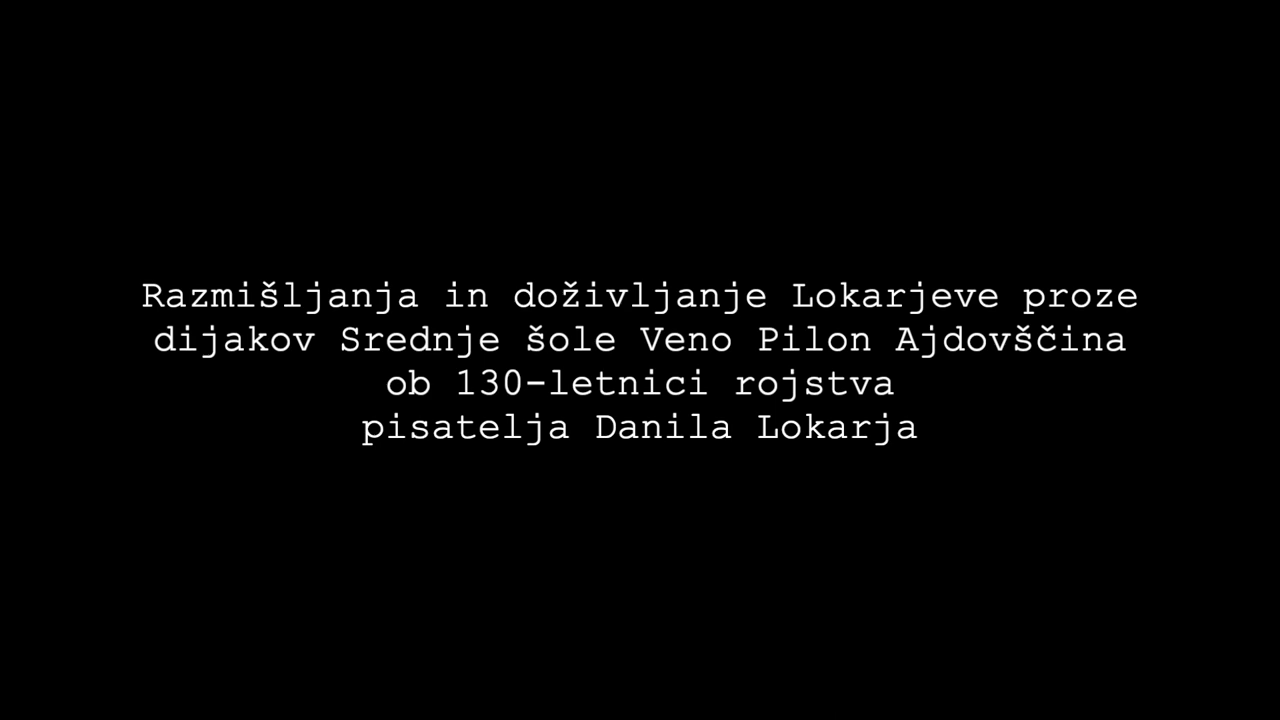 Razmišljanja in doživljanje Lokarjeve proze
dijakov Srednje šole Veno Pilon Ajdovščina
ob 130-letnici rojstva
pisatelja Danila Lokarja